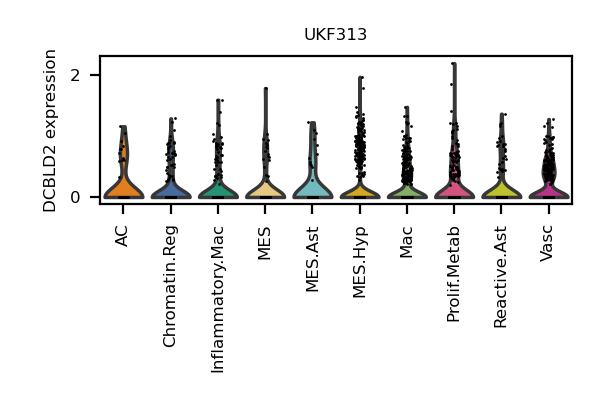 UKF313
DCBLD2 expression
2
0
AC
Chromatin.Reg
Inflammatory.Mac
MES
MES.Ast
MES.Hyp
Mac
Prolif.Metab
Reactive.Ast
Vasc